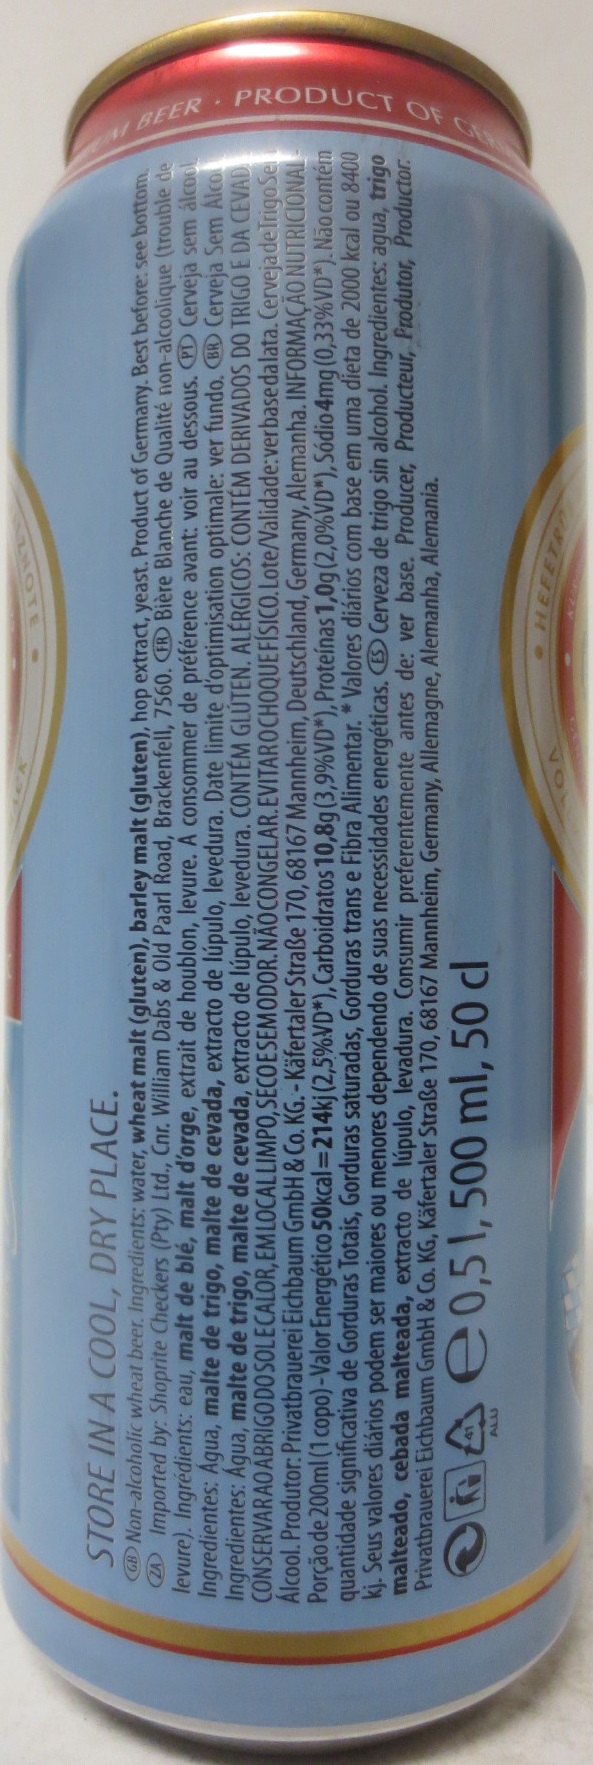 BEER · PRODUCT OF
STORE IN A COOL, DRY PLACE.
GB Non-alcoholic wheat beer. Ingredients: water, wheat malt (gluten), barley malt (gluten), hop extract, yeast. Product of Germany. Best before: see bottom.
ZA Imported by: Shoprite Checkers (Pty) Ltd., Cnr. William Dabs & Old Paarl Road, Brackenfell, 7560. FR Bière Blanche de Qualité non-alcoolique (trouble de
levure). Ingrédients: eau, malt de blé, malt d'orge, extrait de houblon, levure. A consommer de préférence avant: voir au dessous. PT Cerveja sem álcool.
Ingredientes: Água, malte de trigo, malte de cevada, extracto de lúpulo, levedura. Date limite d'optimisation optimale: ver fundo. BR Cerveja Sem Álcool
Ingredientes: Água, malte de trigo, malte de cevada, extracto de lúpulo, levedura. CONTÉM GLÚTEN. ALÉRGICOS: CONTÉM DERIVADOS DO TRIGO E DA
CONSERVAR AO ABRIGO DO SOL E CALOR, EM LOCAL LIMPO, SECO E SEM ODOR. NÃO CONGELAR. EVITAR O CHOQUE FÍSICO. Lote/Validade: ver base da lata. Cerveja de Trigo
Álcool. Produtor: Privatbrauerei Eichbaum GmbH & Co. KG. - Käfertaler Straße 170, 68167 Mannheim, Deutschland, Germany, Alemanha. INFORMAÇÃO NUTRICIONAL -
Porção de 200ml (1 copo) - Valor Energético 50kcal = 214kj (2,5%VD*), Carboidratos 10,8g (3,9%VD*), Proteínas 1,0g (2,0%VD*), Sódio 4mg (0,33%VD*). Não contém
quantidade significativa de Gorduras Totais, Gorduras saturadas, Gorduras trans e Fibra Alimentar. * Valores diários com base em uma dieta de 2000 kcal ou 8400
kj. Seus valores diários podem ser maiores ou menores dependendo de suas necessidades energéticas. ES Cerveza de trigo sin alcohol. Ingredientes: agua, trigo
malteado, cebada malteada, extracto de lúpulo, levadura. Consumir preferentemente antes de: ver base. Producer, Producteur, Produtor, Productor:
Privatbrauerei Eichbaum GmbH & Co. KG, Käfertaler Straße 170, 68167 Mannheim, Germany, Allemagne, Alemanha, Alemania.
41 ALU e 0,5 l, 500 ml, 50 cl